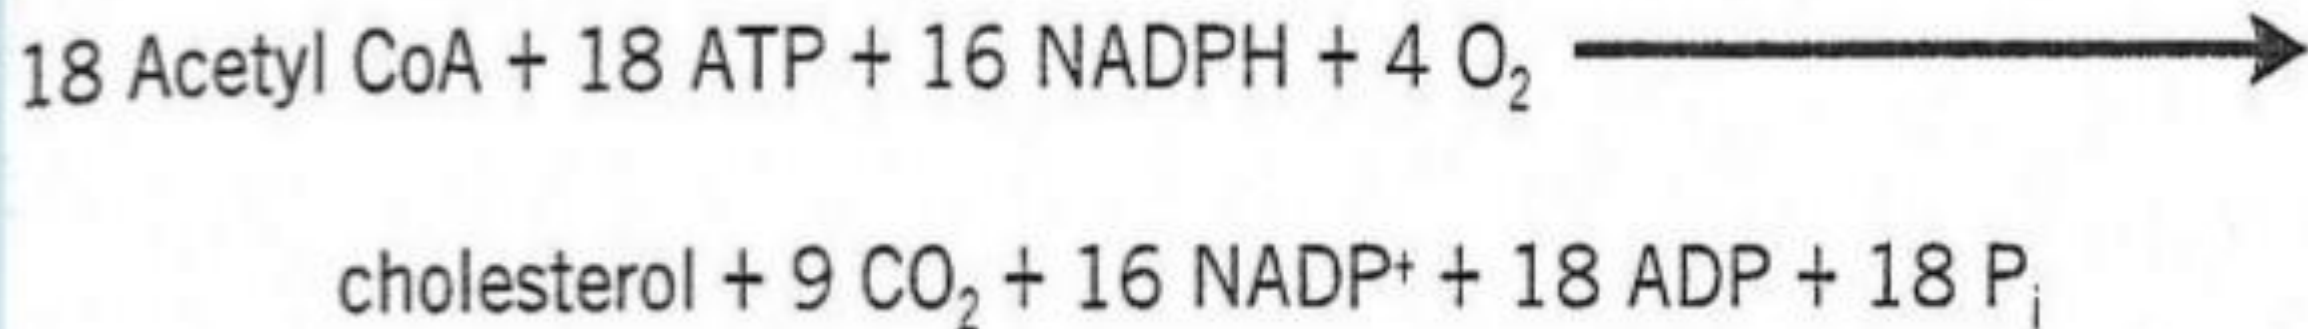 18 Acetyl CoA + 18 ATP + 16 NADPH + 4 O₂
cholesterol + 9 CO₂ + 16 NADP⁺ + 18 ADP + 18 Pᵢ